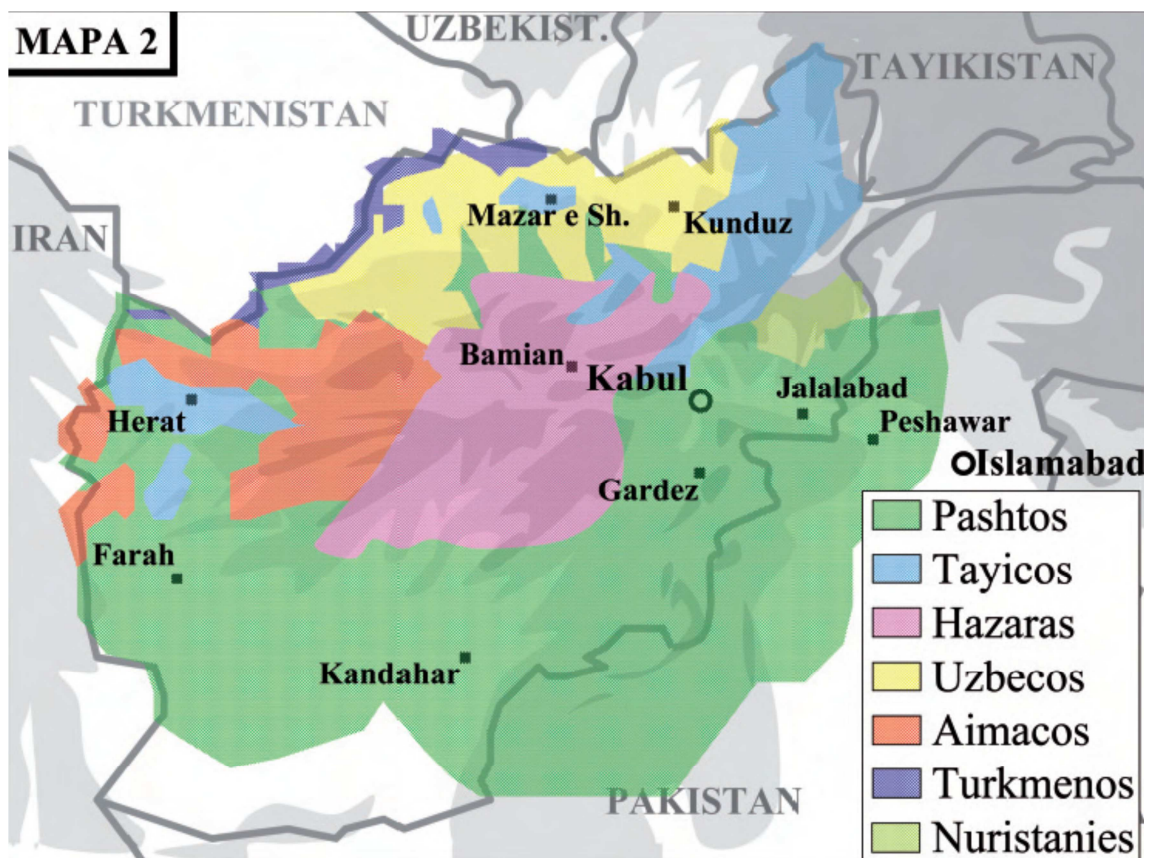 MAPA 2
UZBEKIST.
TAYIKISTAN
TURKMENISTAN
IRAN
Mazar e Sh.
Kunduz
Bamian
Kabul
Jalalabad
Herat
Peshawar
Islamabad
Gardez
Farah
Kandahar
PAKISTAN
Pashtos
Tayicos
Hazaras
Uzbecos
Aimacos
Turkmenos
Nuristanies